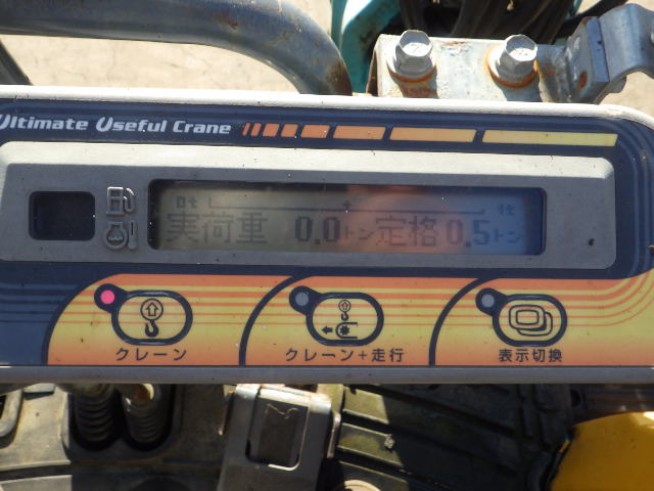 Ultimate Useful Crane
0t
実荷重 0.0トン 定格0.5トン
クレーン
クレーン+走行
表示切換